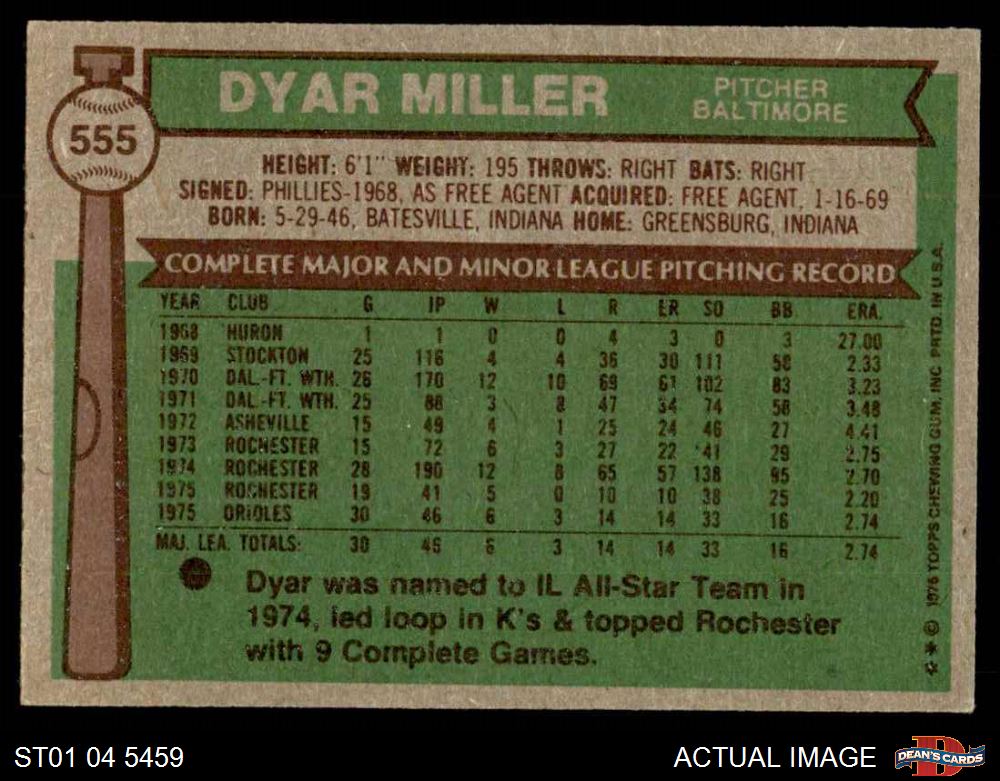 DYAR MILLER
PITCHER
BALTIMORE
555
HEIGHT: 6'1" WEIGHT: 195 THROWS: RIGHT BATS: RIGHT
SIGNED: PHILLIES-1968, AS FREE AGENT ACQUIRED: FREE AGENT, 1-16-69
BORN: 5-29-46, BATESVILLE, INDIANA HOME: GREENSBURG, INDIANA
COMPLETE MAJOR AND MINOR LEAGUE PITCHING RECORD
YEAR CLUB G IP W L R ER SO BB ERA.
1968 HURON 1 1 0 0 4 3 0 3 27.00
1969 STOCKTON 25 116 4 4 36 30 111 58 2.33
1970 DAL.-FT. WTH. 26 170 12 10 69 61 102 83 3.23
1971 DAL.-FT. WTH. 25 88 3 8 47 34 74 58 3.48
1972 ASHEVILLE 15 49 4 1 25 24 46 27 4.41
1973 ROCHESTER 15 72 6 3 27 22 41 29 2.75
1974 ROCHESTER 28 190 12 8 65 57 138 95 2.70
1975 ROCHESTER 19 41 5 0 10 10 38 25 2.20
1975 ORIOLES 30 46 6 3 14 14 33 16 2.74
MAJ. LEA. TOTALS: 30 46 6 3 14 14 33 16 2.74
Dyar was named to IL All-Star Team in
1974, led loop in K's & topped Rochester
with 9 Complete Games.
** © 1976 TOPPS CHEWING GUM, INC. PRTD. IN U.S.A.
ST01 04 5459
ACTUAL IMAGE
D
DEAN'S CARDS